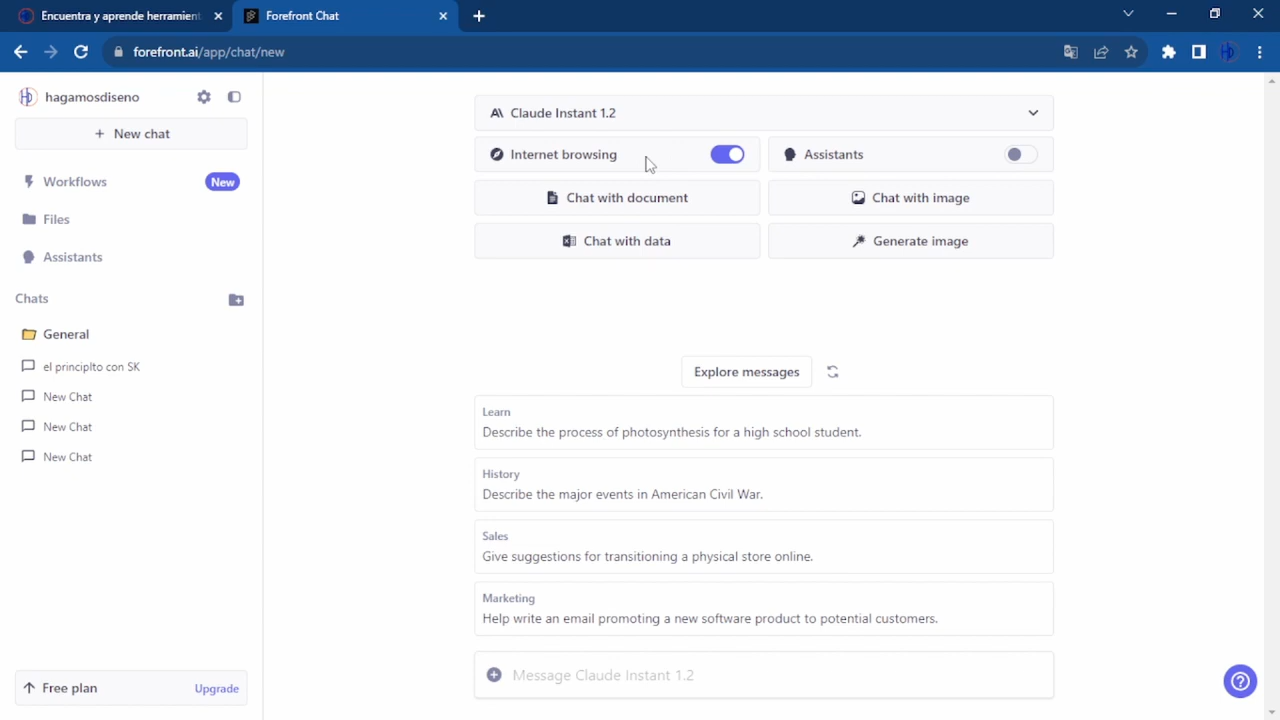 Encuentra y aprende herramient
Forefront Chat
forefront.ai/app/chat/new
hagamosdiseno
New chat
Workflows
New
Files
Assistants
Chats
General
el principIto con SK
New Chat
New Chat
New Chat
Free plan
Upgrade
Claude Instant 1.2
Internet browsing
Assistants
Chat with document
Chat with image
Chat with data
Generate image
Explore messages
Learn
Describe the process of photosynthesis for a high school student.
History
Describe the major events in American Civil War.
Sales
Give suggestions for transitioning a physical store online.
Marketing
Help write an email promoting a new software product to potential customers.
Message Claude Instant 1.2